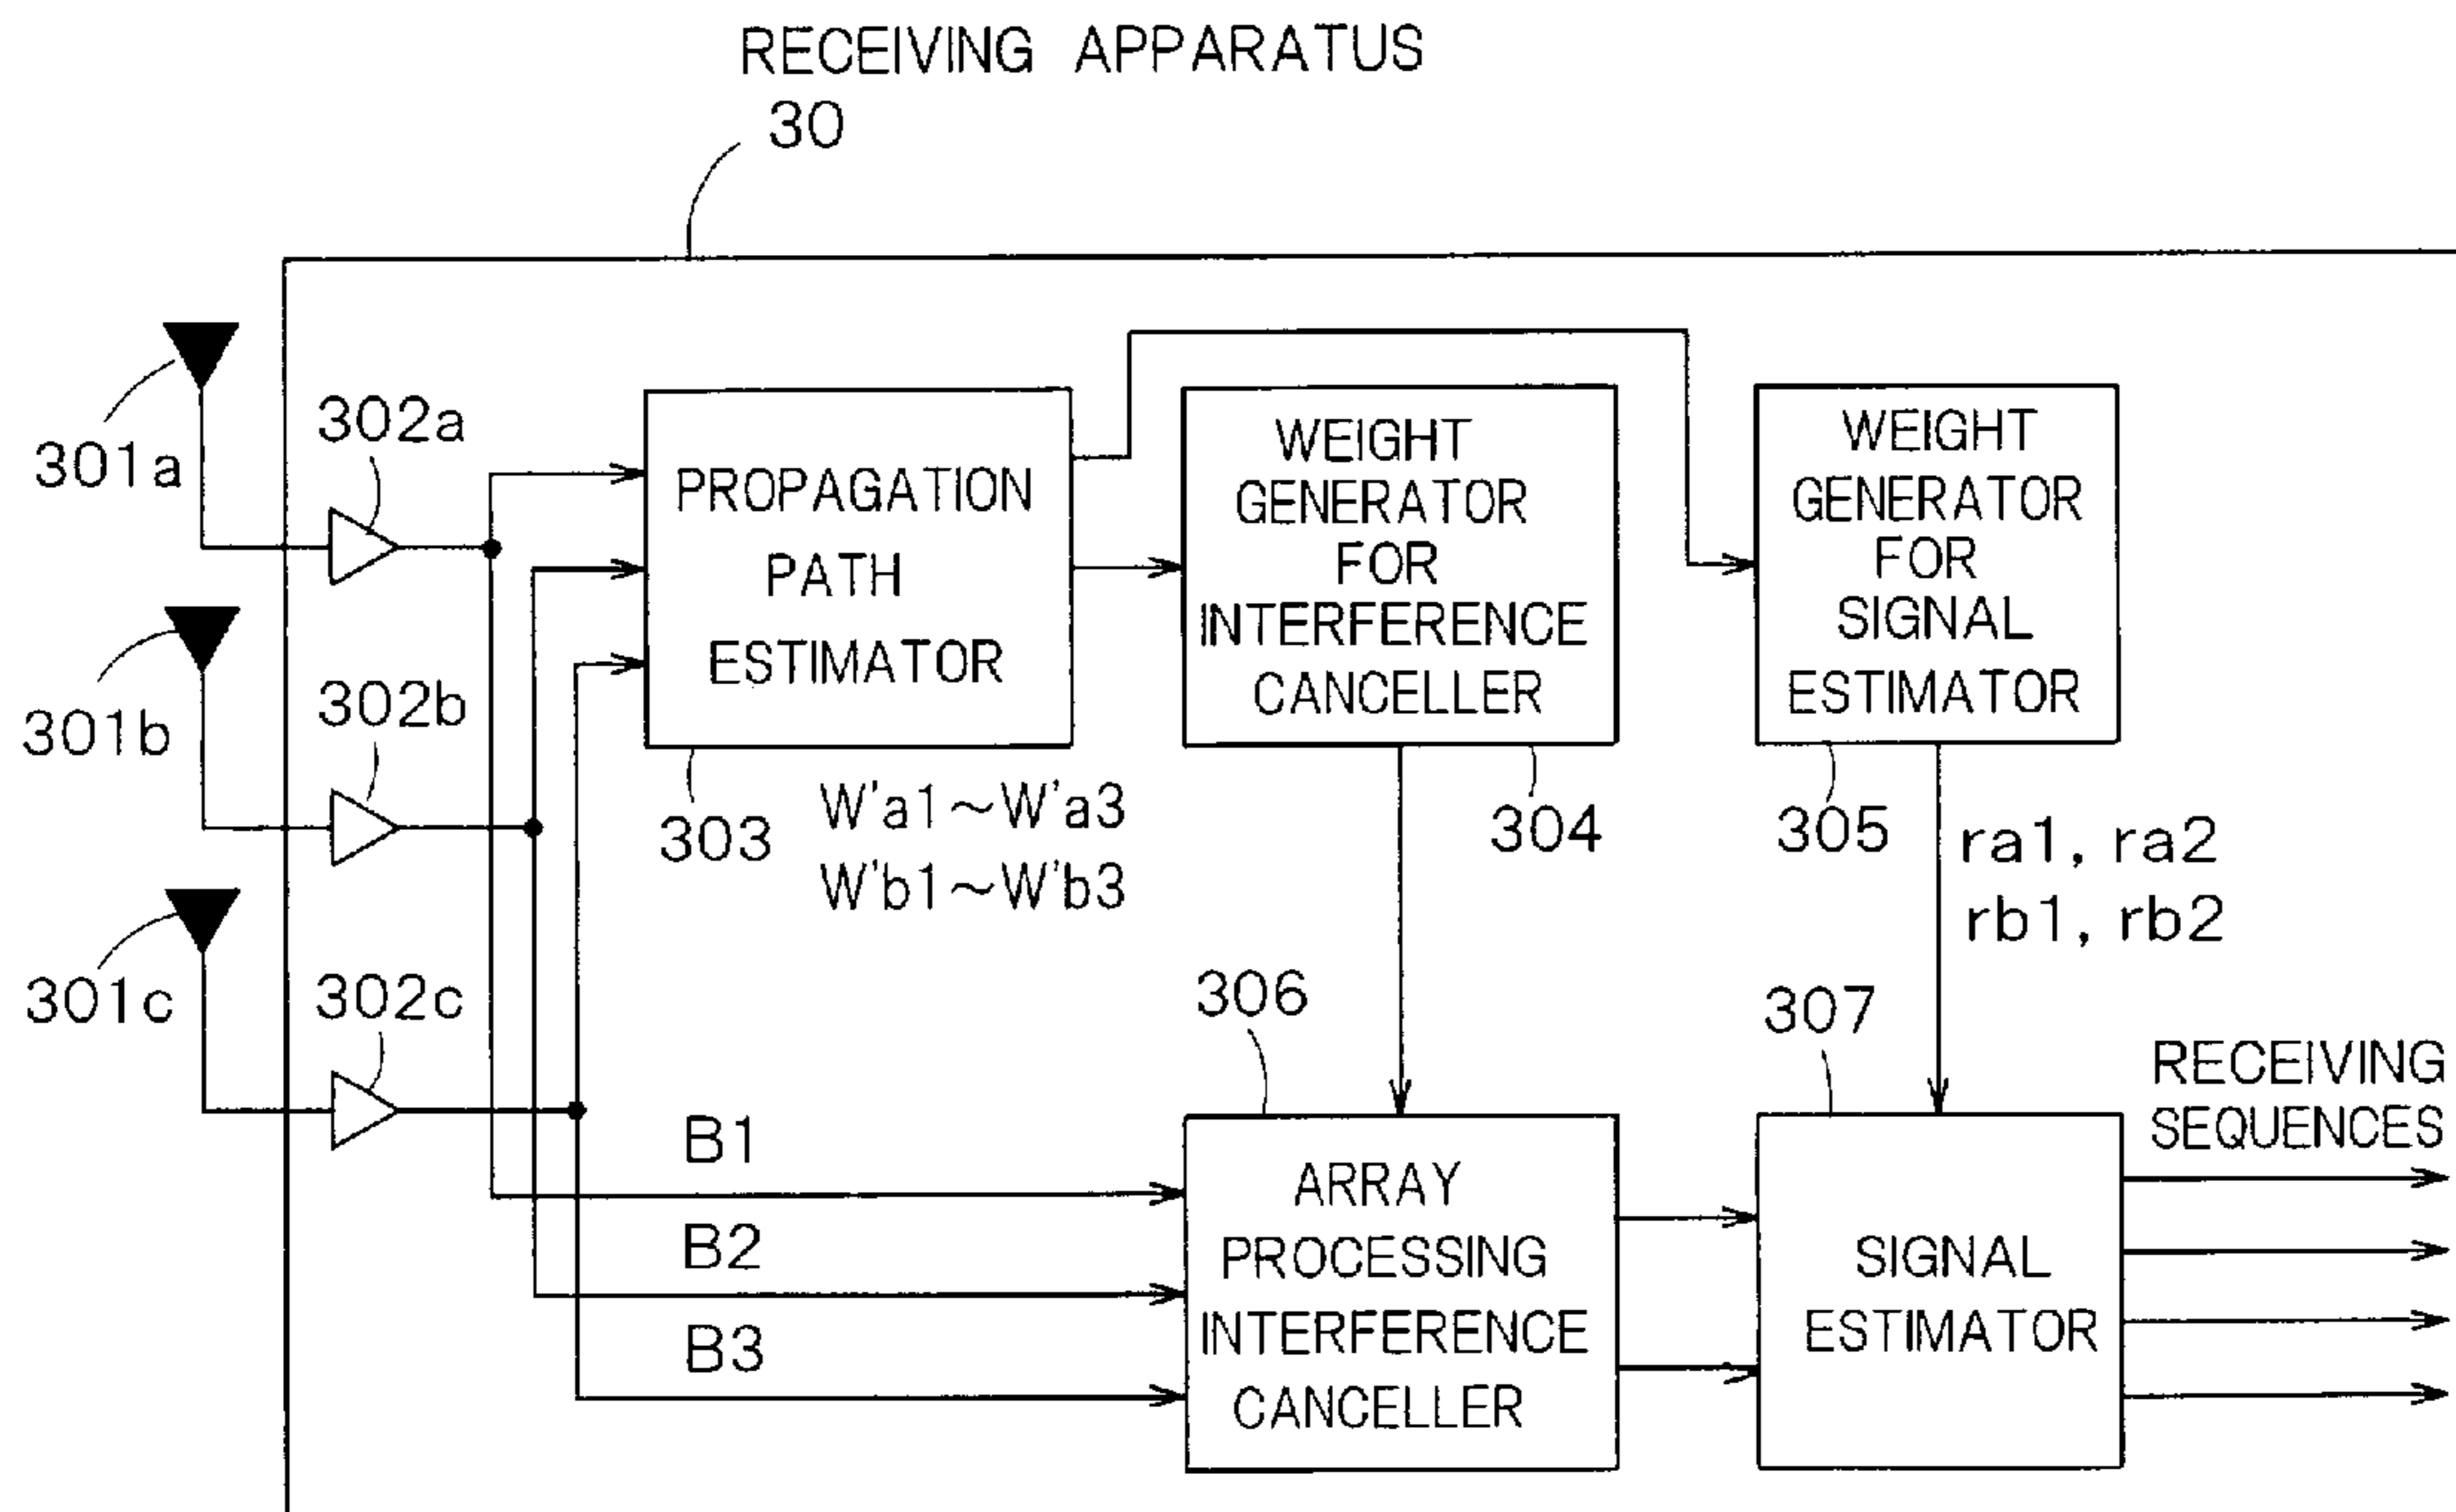 RECEIVING APPARATUS
30
301a
302a
301b
302b
301c
302c
PROPAGATION
PATH
ESTIMATOR
303
WEIGHT
GENERATOR
FOR
INTERFERENCE
CANCELLER
304
WEIGHT
GENERATOR
FOR
SIGNAL
ESTIMATOR
305
W'a1~W'a3
W'b1~W'b3
ra1, ra2
rb1, rb2
B1
B2
B3
306
ARRAY
PROCESSING
INTERFERENCE
CANCELLER
307
SIGNAL
ESTIMATOR
RECEIVING
SEQUENCES